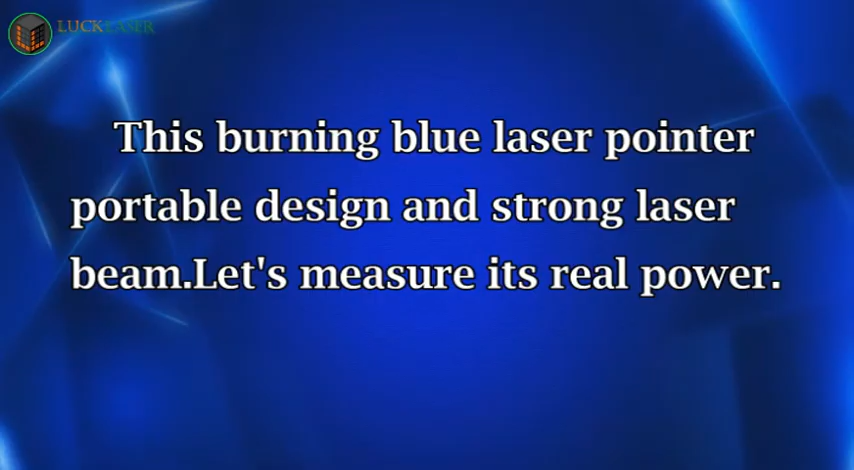 LUCKLASER
This burning blue laser pointer
portable design and strong laser
beam.Let's measure its real power.